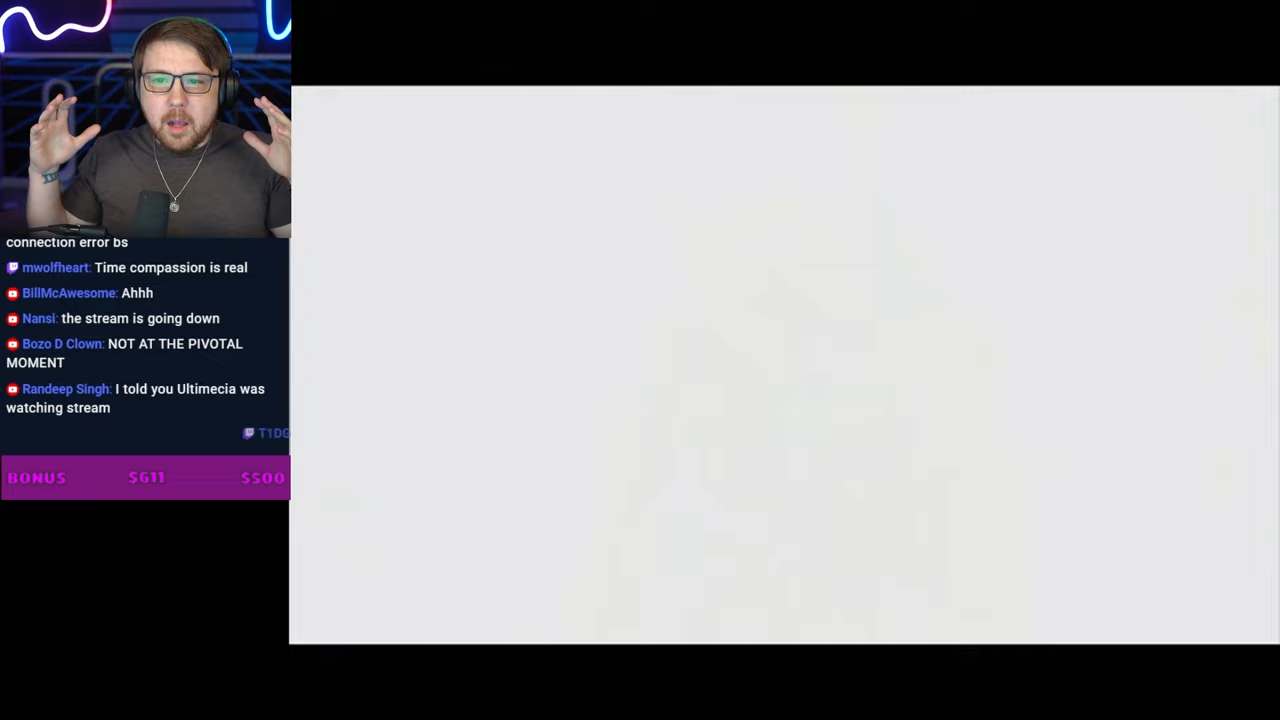 connection error bs
mwolfheart: Time compassion is real
BillMcAwesome: Ahhh
Nansi: the stream is going down
Bozo D Clown: NOT AT THE PIVOTAL
MOMENT
Randeep Singh: I told you Ultimecia was
watching stream
T1DG
BONUS $611 $500